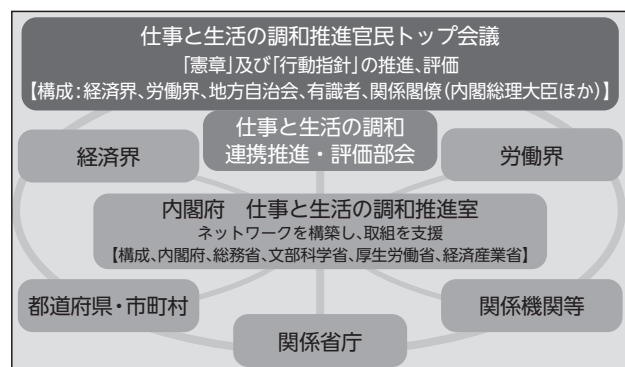 仕事と生活の調和推進官民トップ会議
「憲章」及び「行動指針」の推進、評価
【構成：経済界、労働界、地方自治会、有識者、関係閣僚（内閣総理大臣ほか）】
仕事と生活の調和
連携推進・評価部会
経済界
労働界
内閣府　仕事と生活の調和推進室
ネットワークを構築し、取組を支援
【構成、内閣府、総務省、文部科学省、厚生労働省、経済産業省】
都道府県・市町村
関係機関等
関係省庁